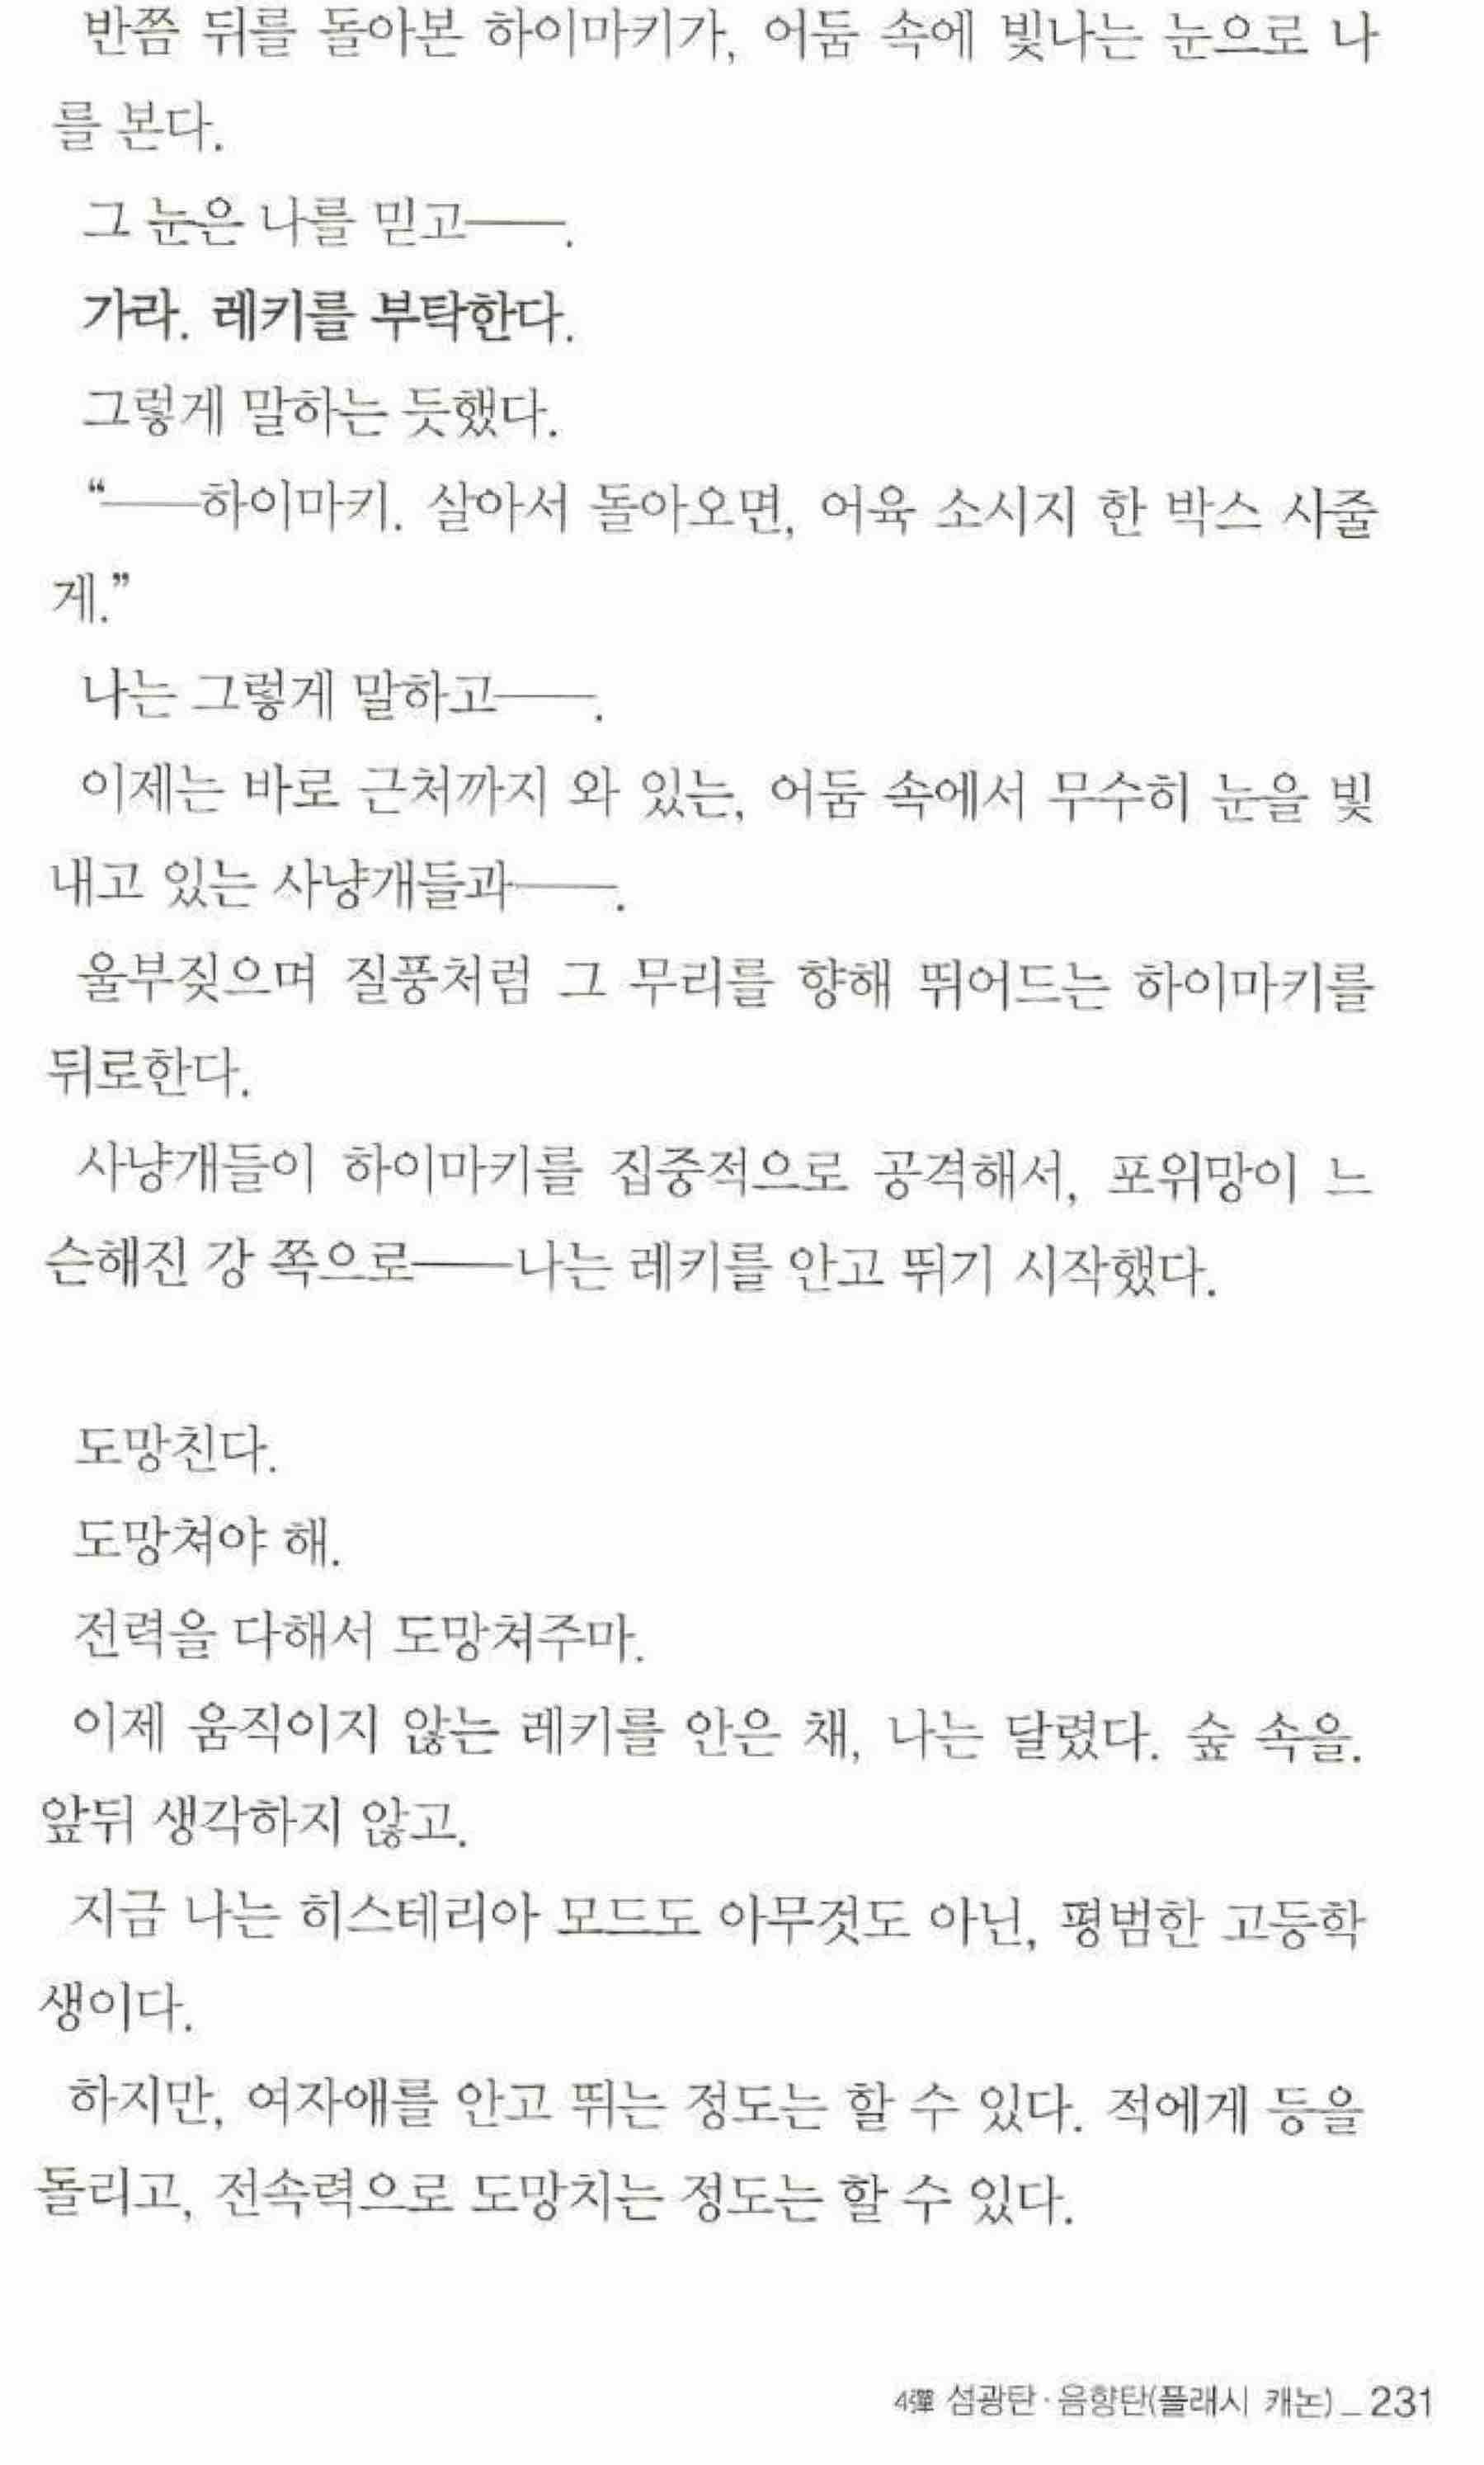 반쯤 뒤를 돌아본 하이마키가, 어둠 속에 빛나는 눈으로 나
를 본다.
그 눈은 나를 믿고──.
가라. 레키를 부탁한다.
그렇게 말하는 듯했다.
“──하이마키. 살아서 돌아오면, 어육 소시지 한 박스 사줄
게.”
나는 그렇게 말하고──.
이제는 바로 근처까지 와 있는, 어둠 속에서 무수히 눈을 빛
내고 있는 사냥개들과──.
울부짖으며 질풍처럼 그 무리를 향해 뛰어드는 하이마키를
뒤로한다.
사냥개들이 하이마키를 집중적으로 공격해서, 포위망이 느
슨해진 강 쪽으로──나는 레키를 안고 뛰기 시작했다.
도망친다.
도망쳐야 해.
전력을 다해서 도망쳐주마.
이제 움직이지 않는 레키를 안은 채, 나는 달렸다. 숲 속을.
앞뒤 생각하지 않고.
지금 나는 히스테리아 모드도 아무것도 아닌, 평범한 고등학
생이다.
하지만, 여자애를 안고 뛰는 정도는 할 수 있다. 적에게 등을
돌리고, 전속력으로 도망치는 정도는 할 수 있다.
4彈 섬광탄·음향탄(플래시 캐논)_231